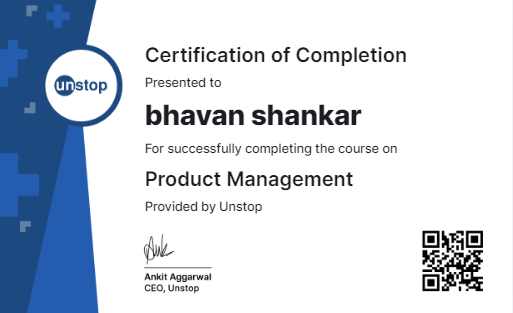 unstop
Certification of Completion
Presented to
bhavan shankar
For successfully completing the course on
Product Management
Provided by Unstop
Ankit Aggarwal
CEO, Unstop